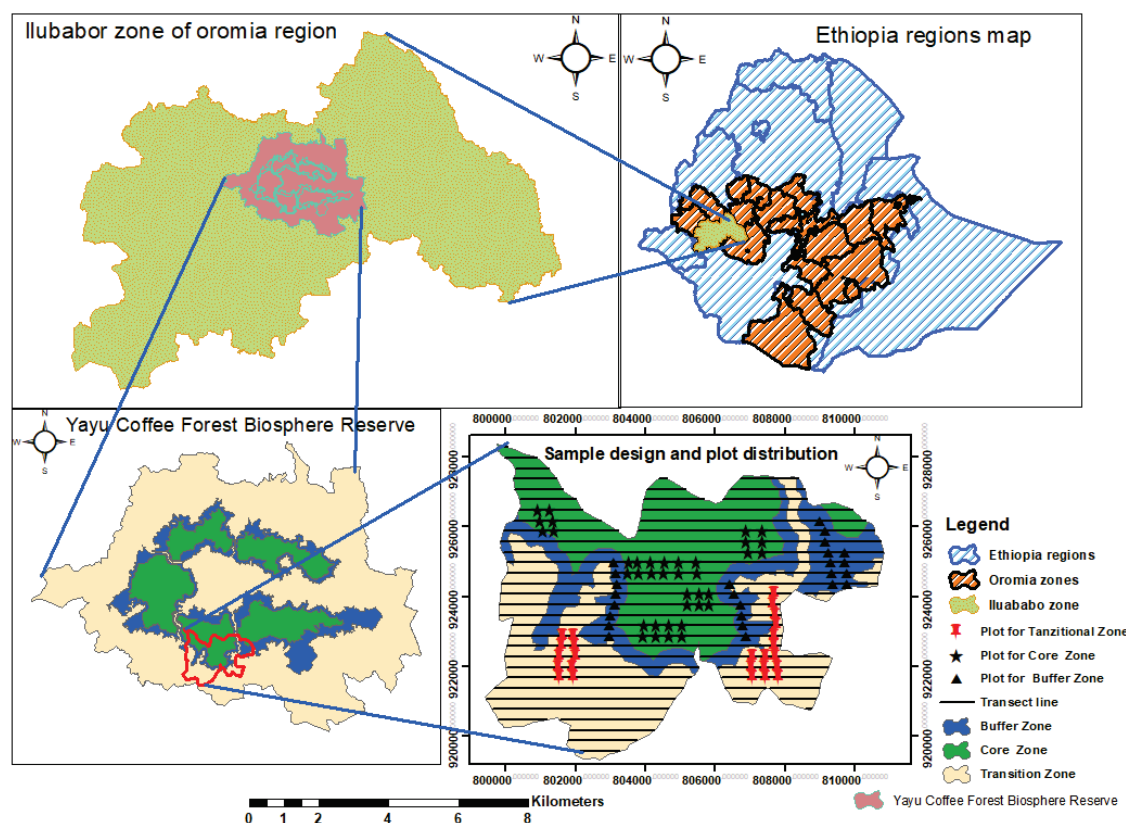 Ilubabor zone of oromia region
N
W E
S
Ethiopia regions map
N
W E
S
Yayu Coffee Forest Biosphere Reserve
N
W E
S
800000 802000 804000 806000 808000 810000
Sample design and plot distribution
N
W E
S
928000
926000
924000
922000
920000
928000
926000
924000
922000
920000
800000 802000 804000 806000 808000 810000
Legend
Ethiopia regions
Oromia zones
Iluababo zone
Plot for Tanzitional Zone
Plot for Core Zone
Plot for Buffer Zone
Transect line
Buffer Zone
Core Zone
Transition Zone
Yayu Coffee Forest Biosphere Reserve
Kilometers
0 1 2 4 6 8